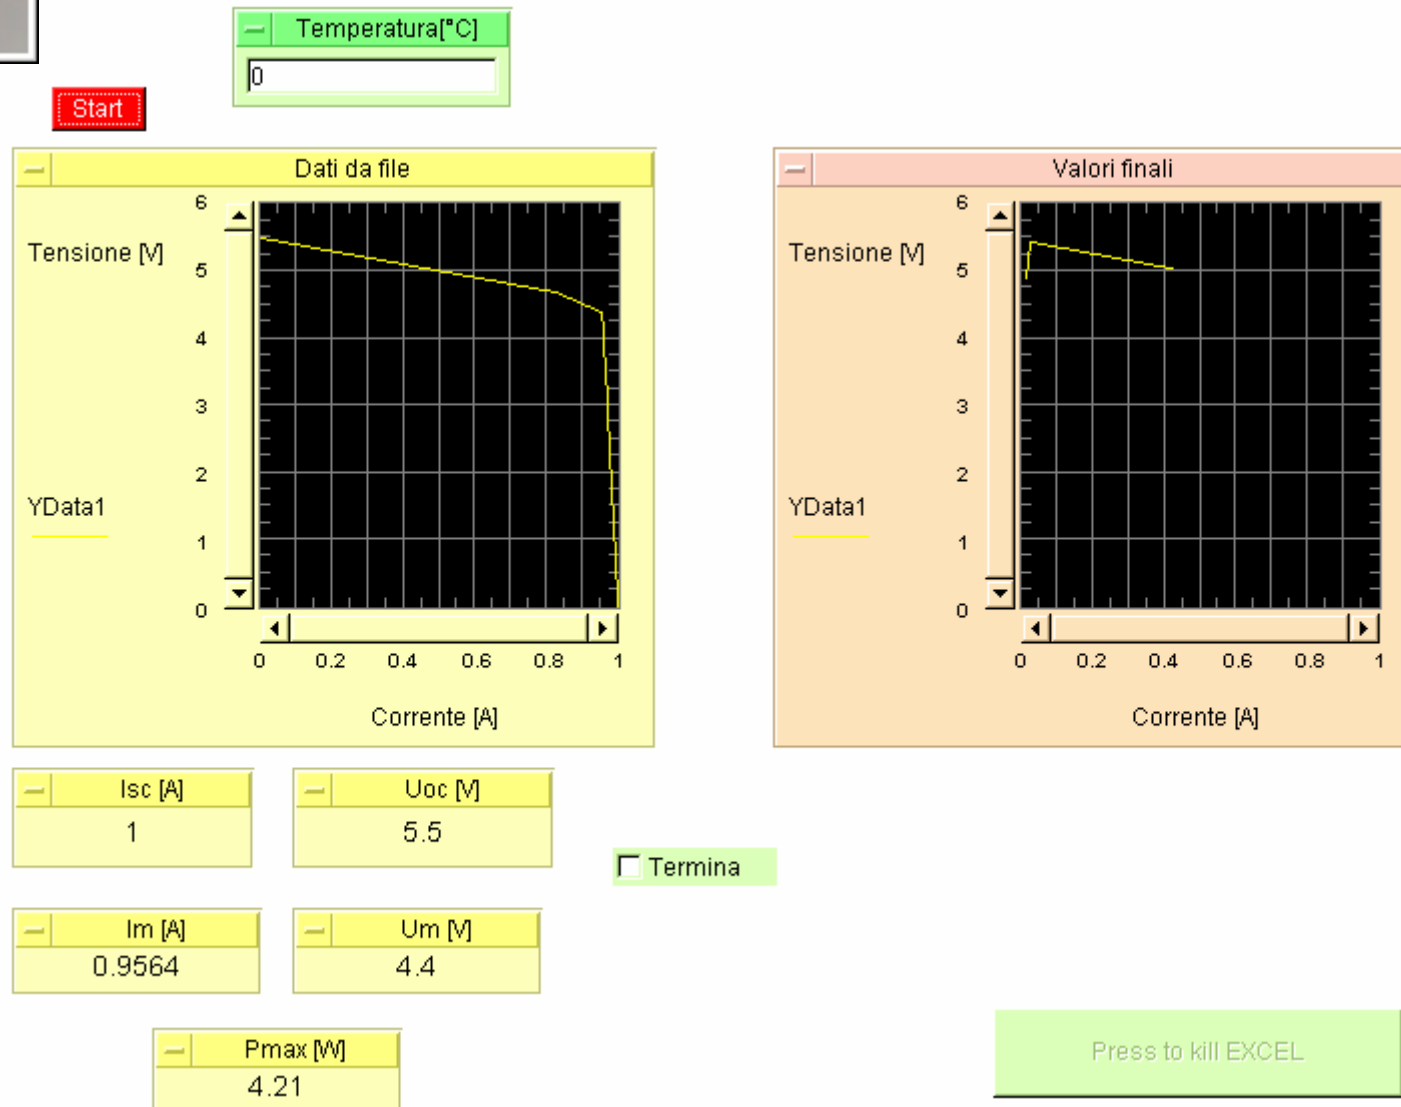 Temperatura[°C]
0
Start
Dati da file
Tensione [V]
6
5
4
3
2
1
0
YData1
0 0.2 0.4 0.6 0.8 1
Corrente [A]
Valori finali
Tensione [V]
6
5
4
3
2
1
0
YData1
0 0.2 0.4 0.6 0.8 1
Corrente [A]
Isc [A]
1
Uoc [V]
5.5
Termina
Im [A]
0.9564
Um [V]
4.4
Pmax [W]
4.21
Press to kill EXCEL